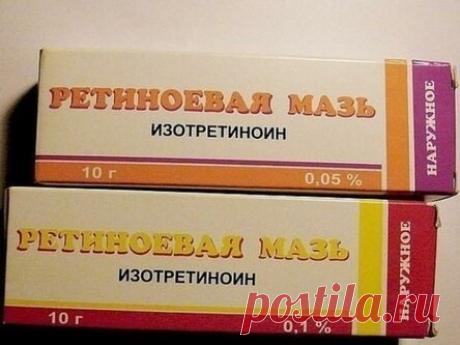 РЕТИНОЕВАЯ МАЗЬ
ИЗОТРЕТИНОИН
10 г 0,05 %
НАРУЖНОЕ
РЕТИНОЕВАЯ МАЗЬ
ИЗОТРЕТИНОИН
10 г 0,1 %
НАРУЖНОЕ
postila.ru